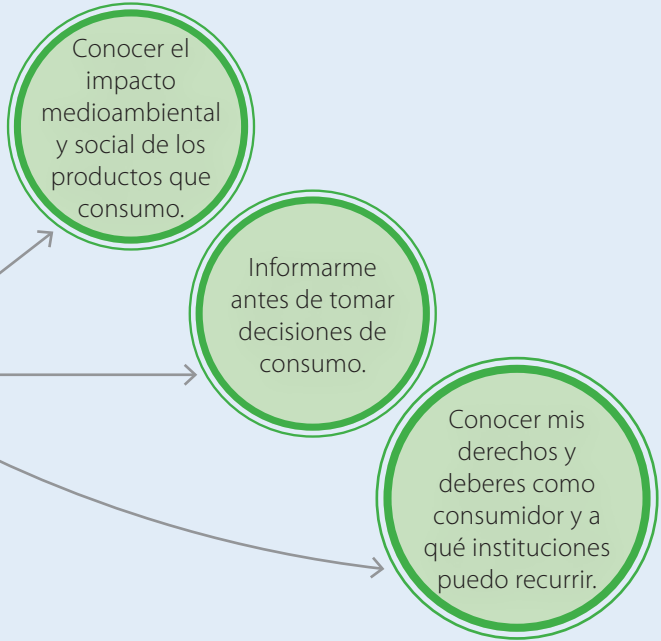 Conocer el
impacto
medioambiental
y social de los
productos que
consumo.
Informarme
antes de tomar
decisiones de
consumo.
Conocer mis
derechos y
deberes como
consumidor y a
qué instituciones
puedo recurrir.